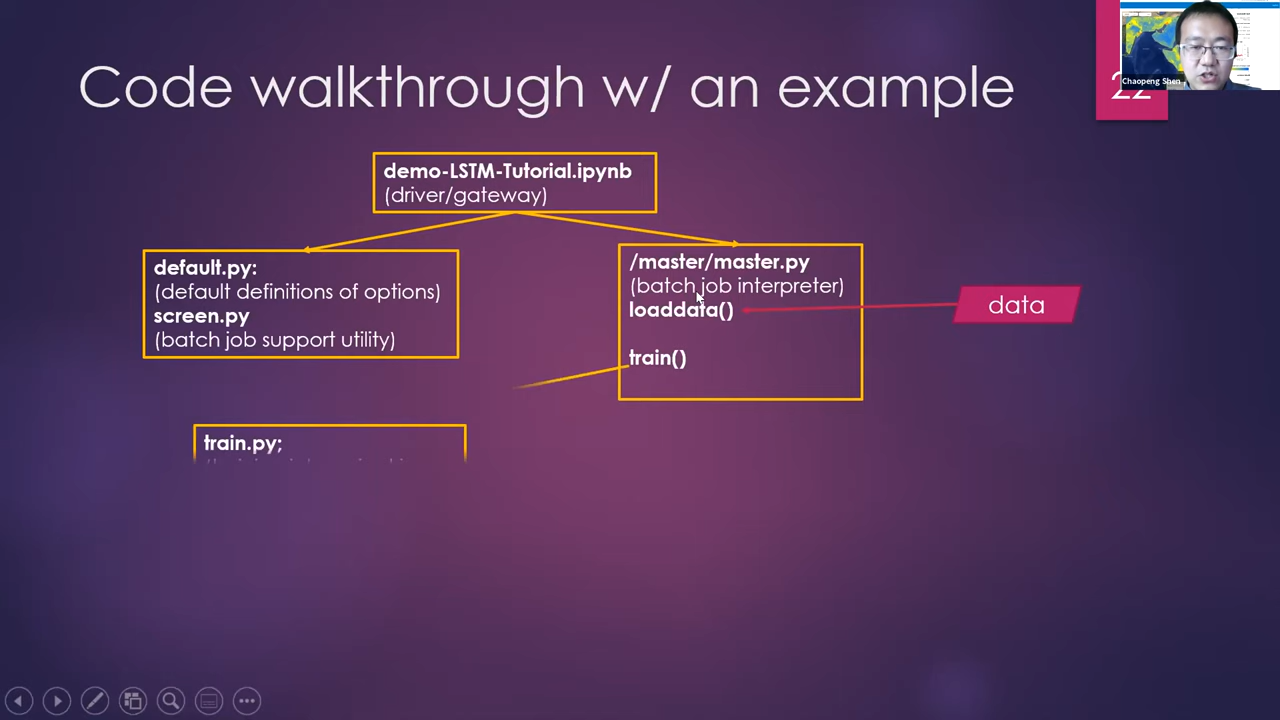 Code walkthrough w/ an example
22
Chaopeng Shen
demo-LSTM-Tutorial.ipynb
(driver/gateway)
default.py:
(default definitions of options)
screen.py
(batch job support utility)
/master/master.py
(batch job interpreter)
loaddata()
train()
data
train.py;